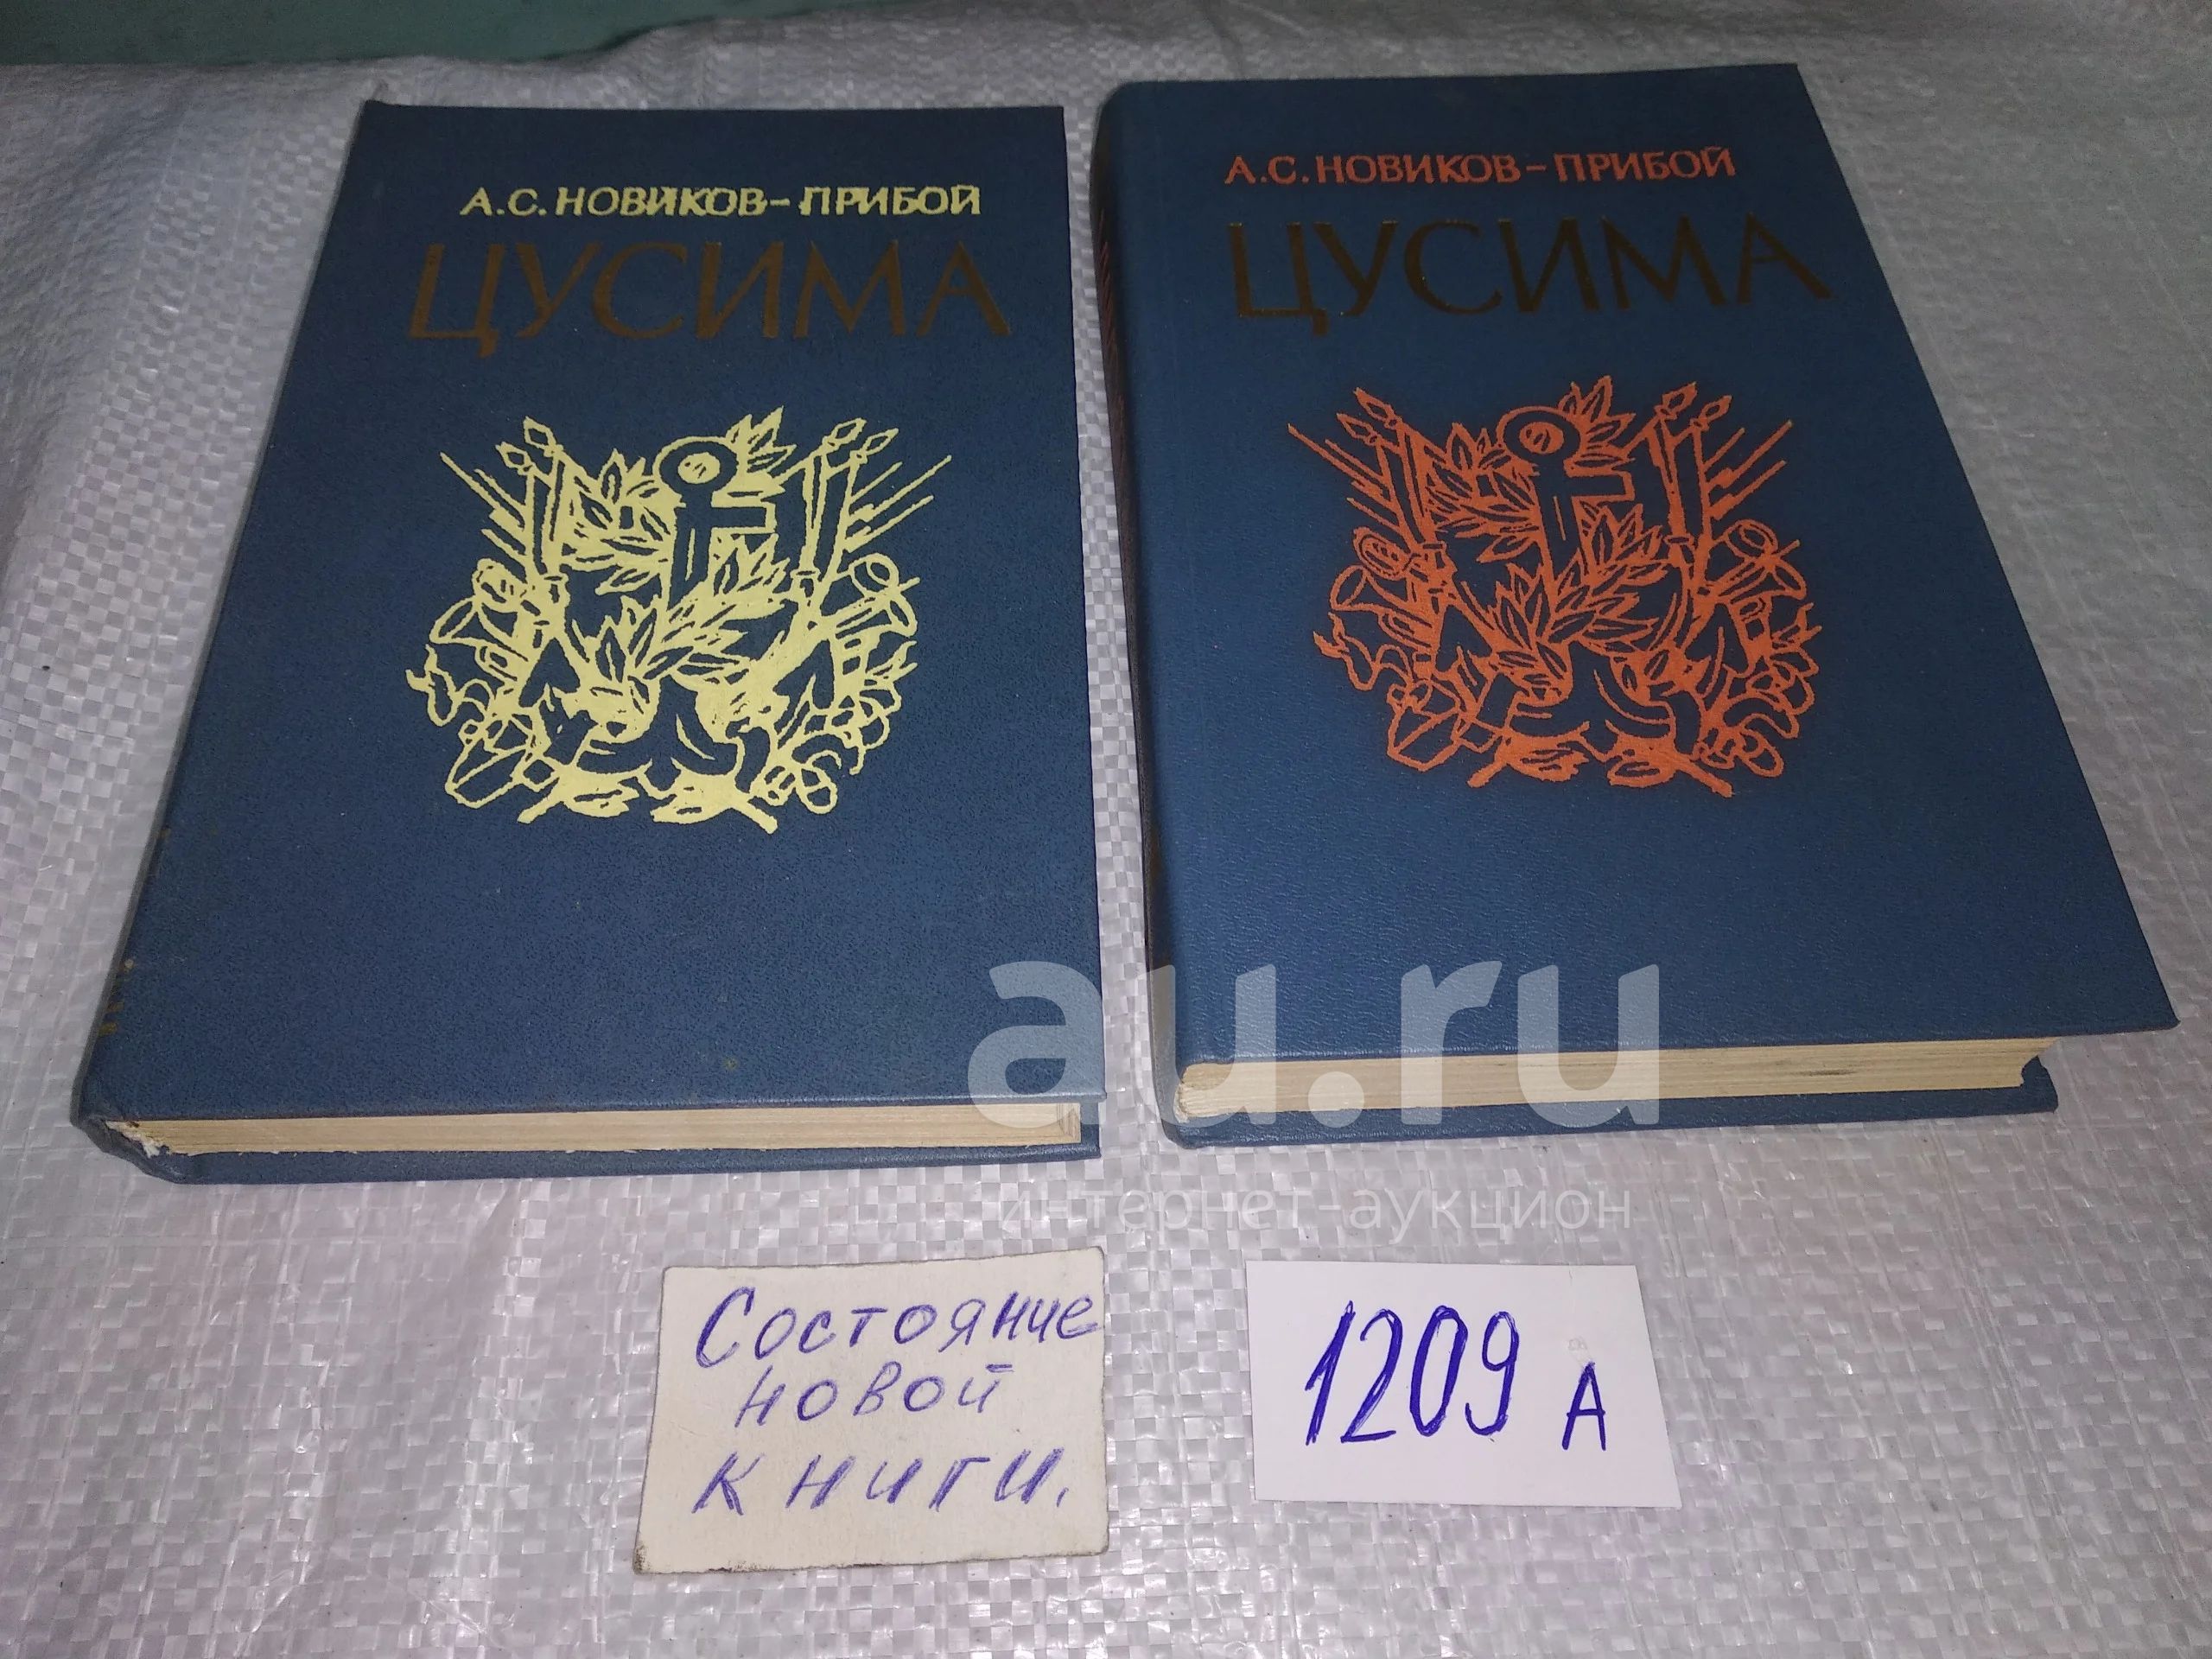 А.С.НОВИКОВ-ПРИБОЙ
ЦУСИМА
А.С.НОВИКОВ-ПРИБОЙ
ЦУСИМА
au.ru
интернет-аукцион
Состояние
новой
книги.
1209 А